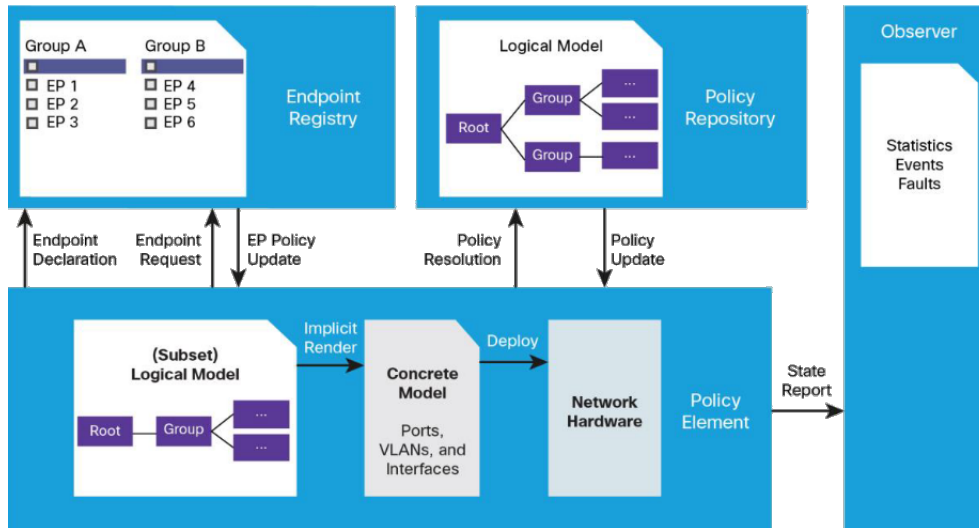 Group A
EP 1
EP 2
EP 3
Group B
EP 4
EP 5
EP 6
Endpoint
Registry
Logical Model
Root
Group
...
...
Group
...
Policy
Repository
Observer
Statistics
Events
Faults
Endpoint
Declaration
Endpoint
Request
EP Policy
Update
Policy
Resolution
Policy
Update
(Subset)
Logical Model
Root
Group
...
...
Implicit
Render
Concrete
Model
Ports,
VLANs, and
Interfaces
Deploy
Network
Hardware
Policy
Element
State
Report